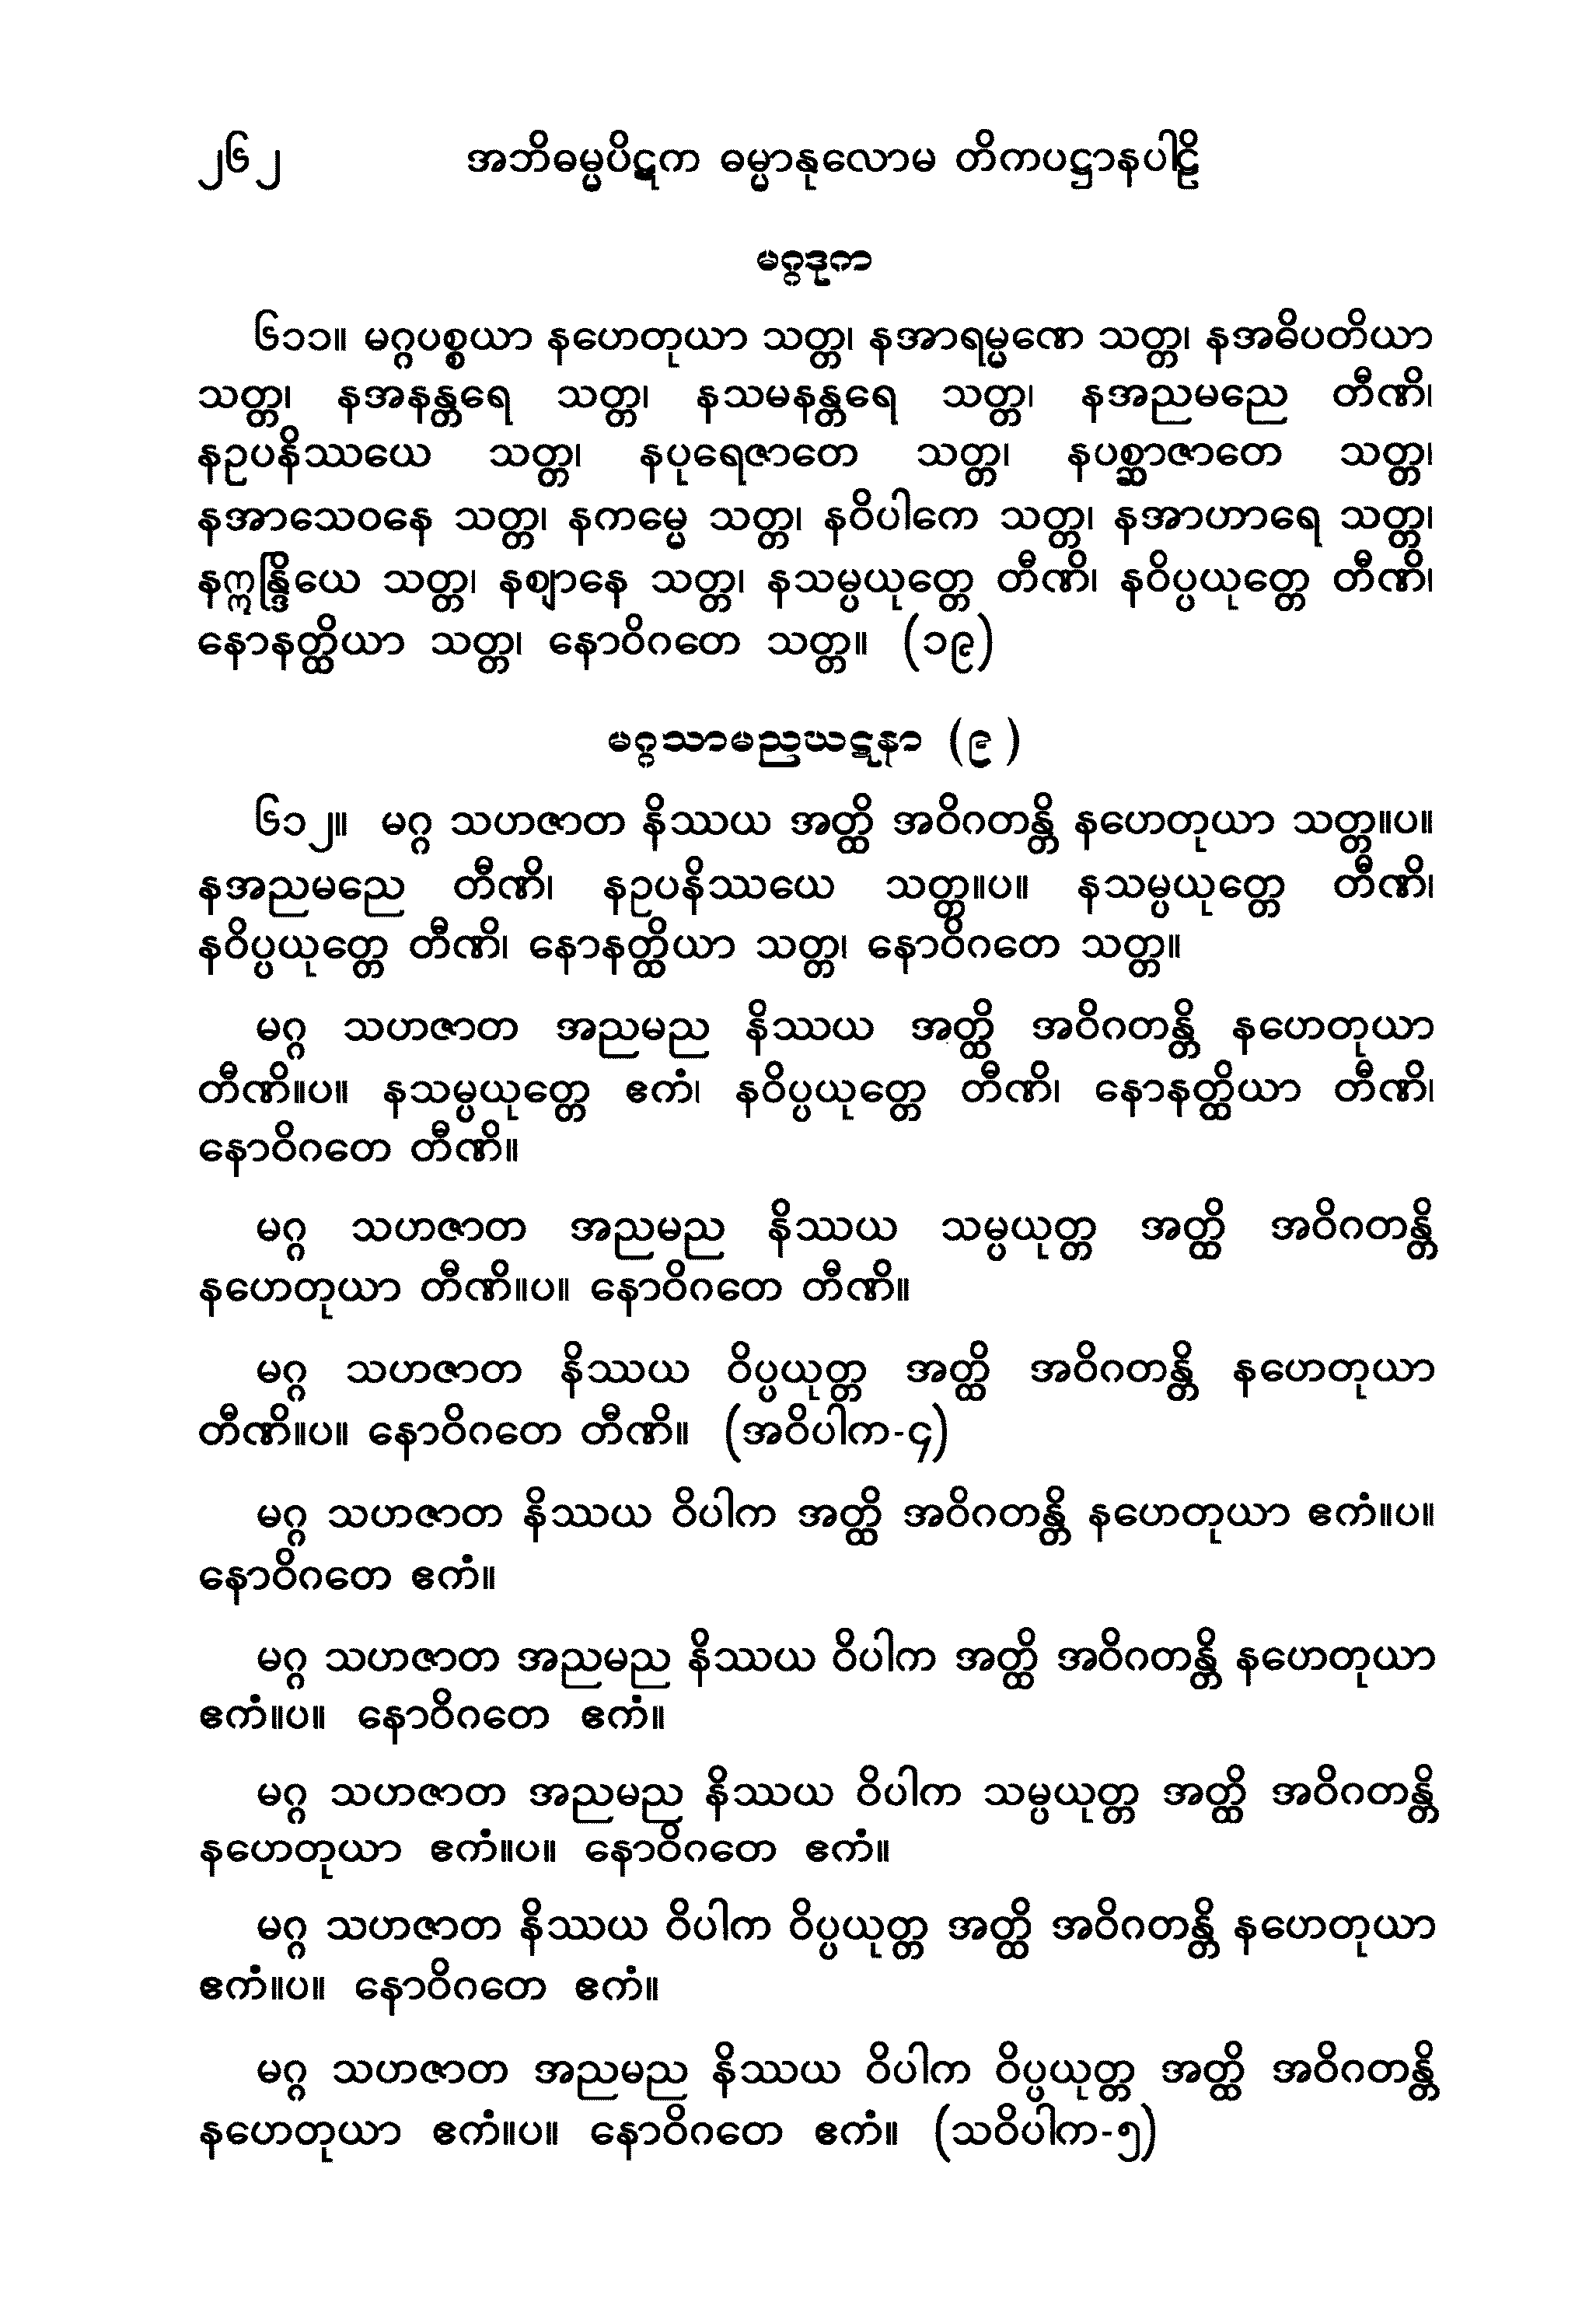 ၂၆၂ အဘိဓမ္မပိဋက ဓမ္မာနုလောမ တိကပဋ္ဌာနပါဠိ
မဂ္ဂဒုက
၆၁၁။ မဂ္ဂပစ္စယာ နဟေတုယာ သတ္တ၊ နအာရမ္မဏေ သတ္တ၊ နအဓိပတိယာ
သတ္တ၊ နအနန္တရေ သတ္တ၊ နသမနန္တရေ သတ္တ၊ နအညမညေ တီဏိ၊
နဥပနိဿယေ သတ္တ၊ နပုရေဇာတေ သတ္တ၊ နပစ္ဆာဇာတေ သတ္တ၊
နအာသေဝနေ သတ္တ၊ နကမ္မေ သတ္တ၊ နဝိပါကေ သတ္တ၊ နအာဟာရေ သတ္တ၊
နဣန္ဒြိယေ သတ္တ၊ နဈာနေ သတ္တ၊ နသမ္ပယုတ္တေ တီဏိ၊ နဝိပ္ပယုတ္တေ တီဏိ၊
နောနတ္ထိယာ သတ္တ၊ နောဝိဂတေ သတ္တ။ (၁၉)
မဂ္ဂသာမညဃဋနာ (၉)
၆၁၂။ မဂ္ဂ သဟဇာတ နိဿယ အတ္ထိ အဝိဂတန္တိ နဟေတုယာ သတ္တ။ပ။
နအညမညေ တီဏိ၊ နဥပနိဿယေ သတ္တ။ပ။ နသမ္ပယုတ္တေ တီဏိ၊
နဝိပ္ပယုတ္တေ တီဏိ၊ နောနတ္ထိယာ သတ္တ၊ နောဝိဂတေ သတ္တ။
မဂ္ဂ သဟဇာတ အညမည နိဿယ အတ္ထိ အဝိဂတန္တိ နဟေတုယာ
တီဏိ။ပ။ နသမ္ပယုတ္တေ ဧကံ၊ နဝိပ္ပယုတ္တေ တီဏိ၊ နောနတ္ထိယာ တီဏိ၊
နောဝိဂတေ တီဏိ။
မဂ္ဂ သဟဇာတ အညမည နိဿယ သမ္ပယုတ္တ အတ္ထိ အဝိဂတန္တိ
နဟေတုယာ တီဏိ။ပ။ နောဝိဂတေ တီဏိ။
မဂ္ဂ သဟဇာတ နိဿယ ဝိပ္ပယုတ္တ အတ္ထိ အဝိဂတန္တိ နဟေတုယာ
တီဏိ။ပ။ နောဝိဂတေ တီဏိ။ (အဝိပါက-၄)
မဂ္ဂ သဟဇာတ နိဿယ ဝိပါက အတ္ထိ အဝိဂတန္တိ နဟေတုယာ ဧကံ။ပ။
နောဝိဂတေ ဧကံ။
မဂ္ဂ သဟဇာတ အညမည နိဿယ ဝိပါက အတ္ထိ အဝိဂတန္တိ နဟေတုယာ
ဧကံ။ပ။ နောဝိဂတေ ဧကံ။
မဂ္ဂ သဟဇာတ အညမည နိဿယ ဝိပါက သမ္ပယုတ္တ အတ္ထိ အဝိဂတန္တိ
နဟေတုယာ ဧကံ။ပ။ နောဝိဂတေ ဧကံ။
မဂ္ဂ သဟဇာတ နိဿယ ဝိပါက ဝိပ္ပယုတ္တ အတ္ထိ အဝိဂတန္တိ နဟေတုယာ
ဧကံ။ပ။ နောဝိဂတေ ဧကံ။
မဂ္ဂ သဟဇာတ အညမည နိဿယ ဝိပါက ဝိပ္ပယုတ္တ အတ္ထိ အဝိဂတန္တိ
နဟေတုယာ ဧကံ။ပ။ နောဝိဂတေ ဧကံ။ (သဝိပါက-၅)